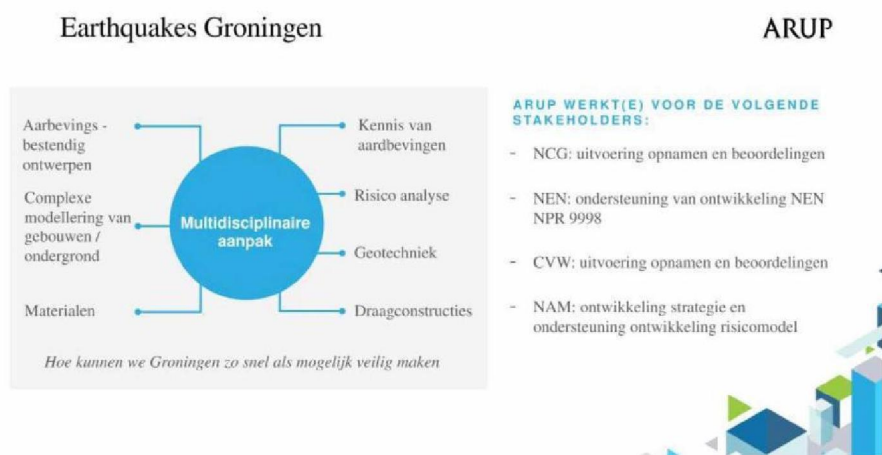 Earthquakes Groningen
ARUP
Aarbevings -
bestendig
ontwerpen
Complexe
modellering van
gebouwen /
ondergrond
Materialen
Multidisciplinaire
aanpak
Kennis van
aardbevingen
Risico analyse
Geotechniek
Draagconstructies
Hoe kunnen we Groningen zo snel als mogelijk veilig maken
ARUP WERKT(E) VOOR DE VOLGENDE
STAKEHOLDERS:
- NCG: uitvoering opnamen en beoordelingen
- NEN: ondersteuning van ontwikkeling NEN
NPR 9998
- CVW: uitvoering opnamen en beoordelingen
- NAM: ontwikkeling strategie en
ondersteuning ontwikkeling risicomodel